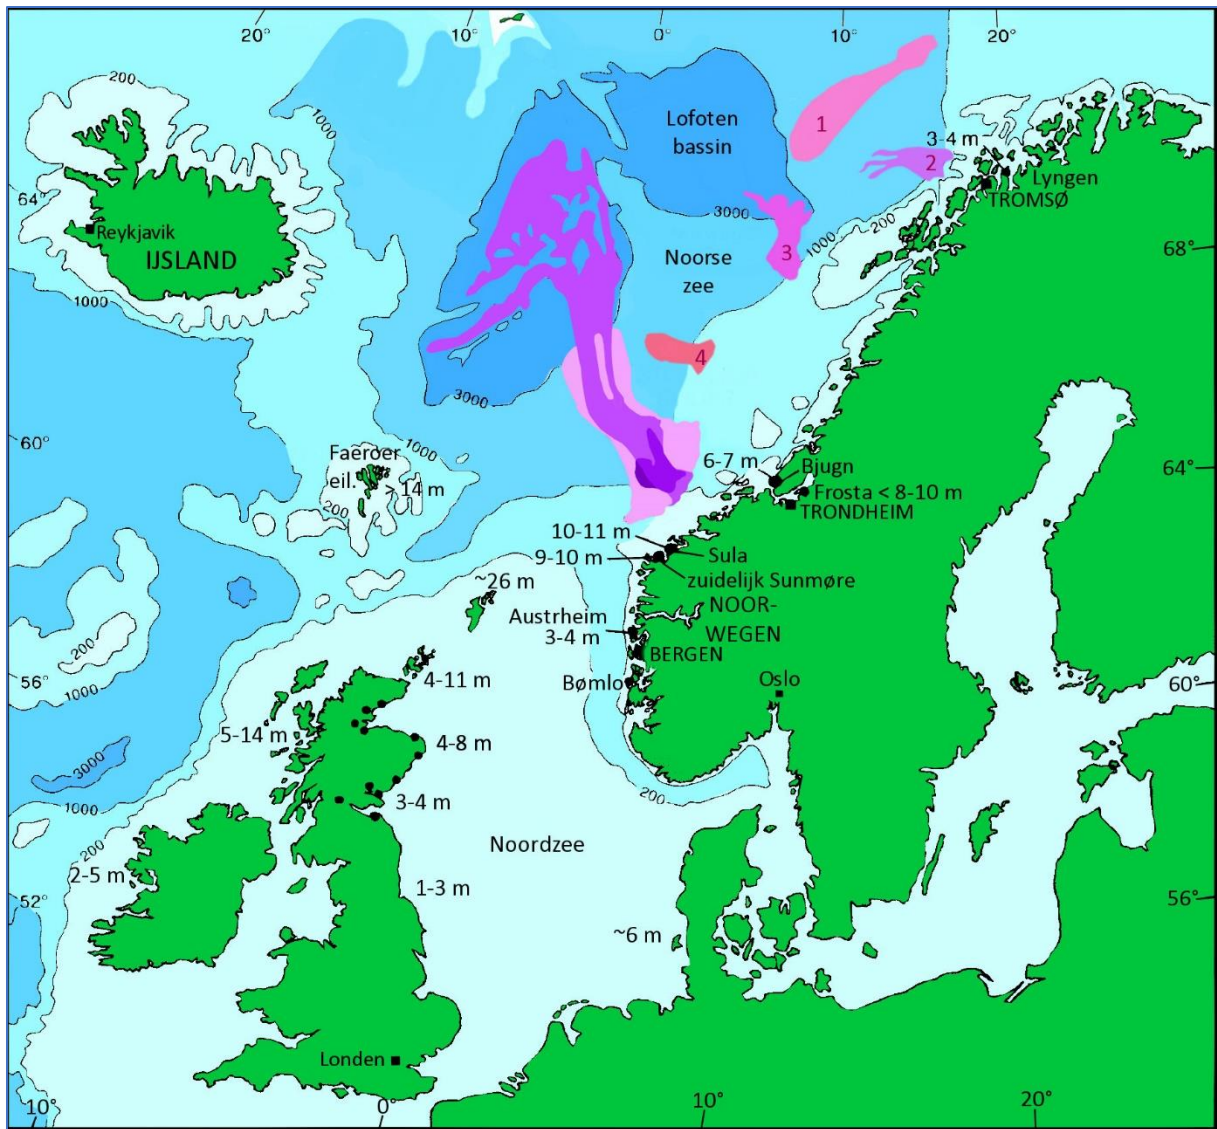 20°
10°
0°
10°
20°
200
1000
Lofoten
bassin
1
3-4 m
2
Lyngen
TROMSØ
64°
Reykjavik
IJSLAND
3000
200
1000
3
68°
Noorse
zee
1000
4
3000
60°
1000
Faeroer
eil.
> 14 m
200
6-7 m
Bjugn
64°
Frosta < 8-10 m
TRONDHEIM
10-11 m
Sula
9-10 m
zuidelijk Sunmøre
~26 m
NOOR-
WEGEN
Austrheim
3-4 m
BERGEN
200
1000
56°
4-11 m
Bømlo
Oslo
60°
5-14 m
4-8 m
3000
1000
3-4 m
200
200
Noordzee
2-5 m
1-3 m
52°
56°
~6 m
Londen
10°
0°
10°
20°